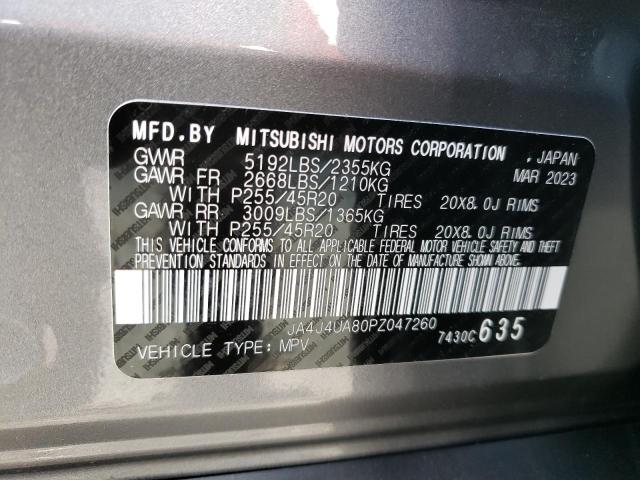 MFD.BY MITSUBISHI MOTORS CORPORATION . JAPAN
GVWR 5192LBS/2355KG MAR 2023
GAWR FR 2668LBS/1210KG
WITH P255/45R20 TIRES 20X8.0J RIMS
GAWR RR 3009LBS/1365KG
WITH P255/45R20 TIRES 20X8.0J RIMS
THIS VEHICLE CONFORMS TO ALL APPLICABLE FEDERAL MOTOR VEHICLE SAFETY AND THEFT
PREVENTION STANDARDS IN EFFECT ON THE DATE OF MANUFACTURE SHOWN ABOVE.
JA4J4UA80PZ047260
VEHICLE TYPE: MPV 7430C 635